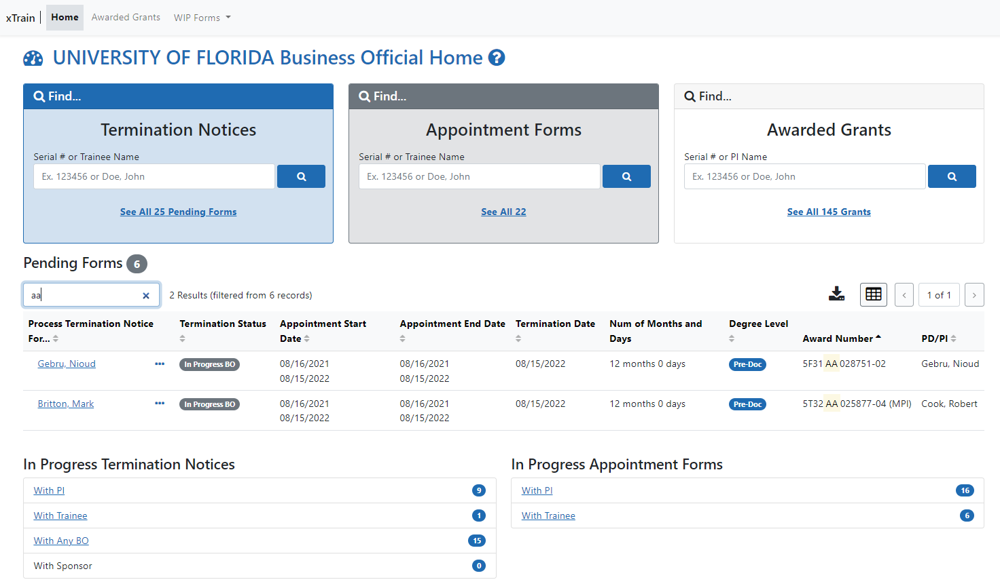 xTrain | Home Awarded Grants WIP Forms
UNIVERSITY OF FLORIDA Business Official Home ?
Find...
Termination Notices
Serial # or Trainee Name
Ex. 123456 or Doe, John
See All 25 Pending Forms
Find...
Appointment Forms
Serial # or Trainee Name
Ex. 123456 or Doe, John
See All 22
Find...
Awarded Grants
Serial # or PI Name
Ex. 123456 or Doe, John
See All 145 Grants
Pending Forms 6
aa × 2 Results (filtered from 6 records) ‹ 1 of 1 ›
Process Termination Notice For... Termination Status Appointment Start Date Appointment End Date Termination Date Num of Months and Days Degree Level Award Number PD/PI
Gebru, Nioud ... In Progress BO 08/16/2021 08/16/2021 08/15/2022 12 months 0 days Pre-Doc 5F31 AA 028751-02 Gebru, Nioud
08/15/2022 08/15/2022
Britton, Mark ... In Progress BO 08/16/2021 08/16/2021 08/15/2022 12 months 0 days Pre-Doc 5T32 AA 025877-04 (MPI) Cook, Robert
08/15/2022 08/15/2022
In Progress Termination Notices
With PI 9
With Trainee 1
With Any BO 15
With Sponsor 0
In Progress Appointment Forms
With PI 16
With Trainee 6